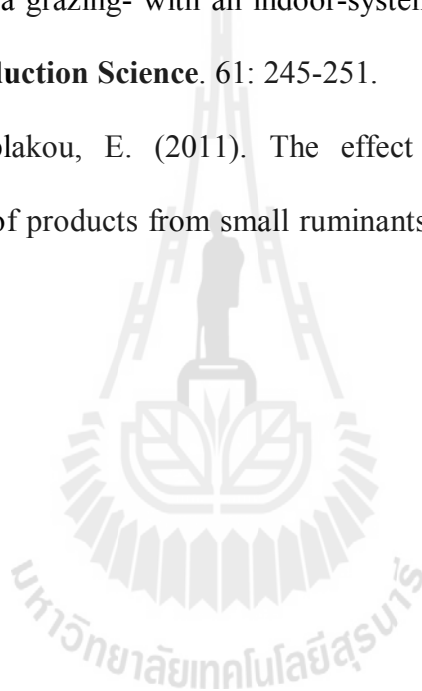 a grazing- with an indoor-system
duction Science. 61: 245-251.
olakou, E. (2011). The effect
of products from small ruminants
มหาวิทยาลัยเทคโนโลยีสุรนารี